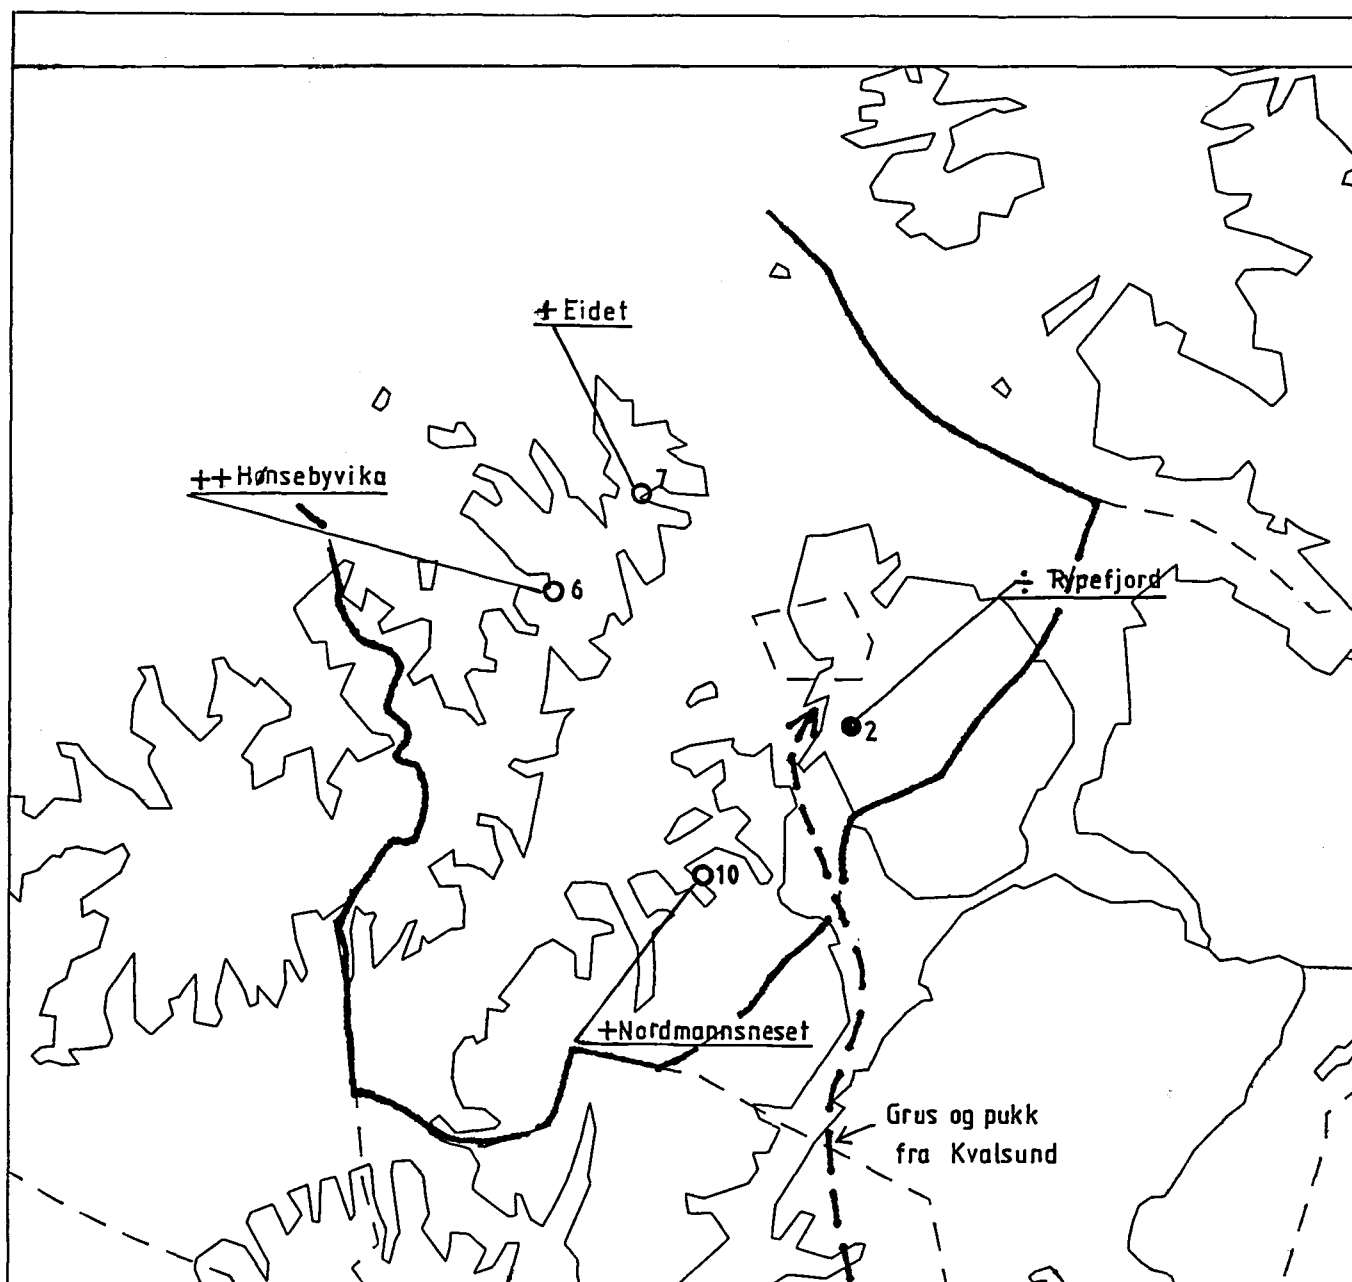 + Eidet
7
++ Hønsebyvika
6
÷ Rypefjord
2
10
+Nordmannsneset
Grus og pukk
fra Kvalsund